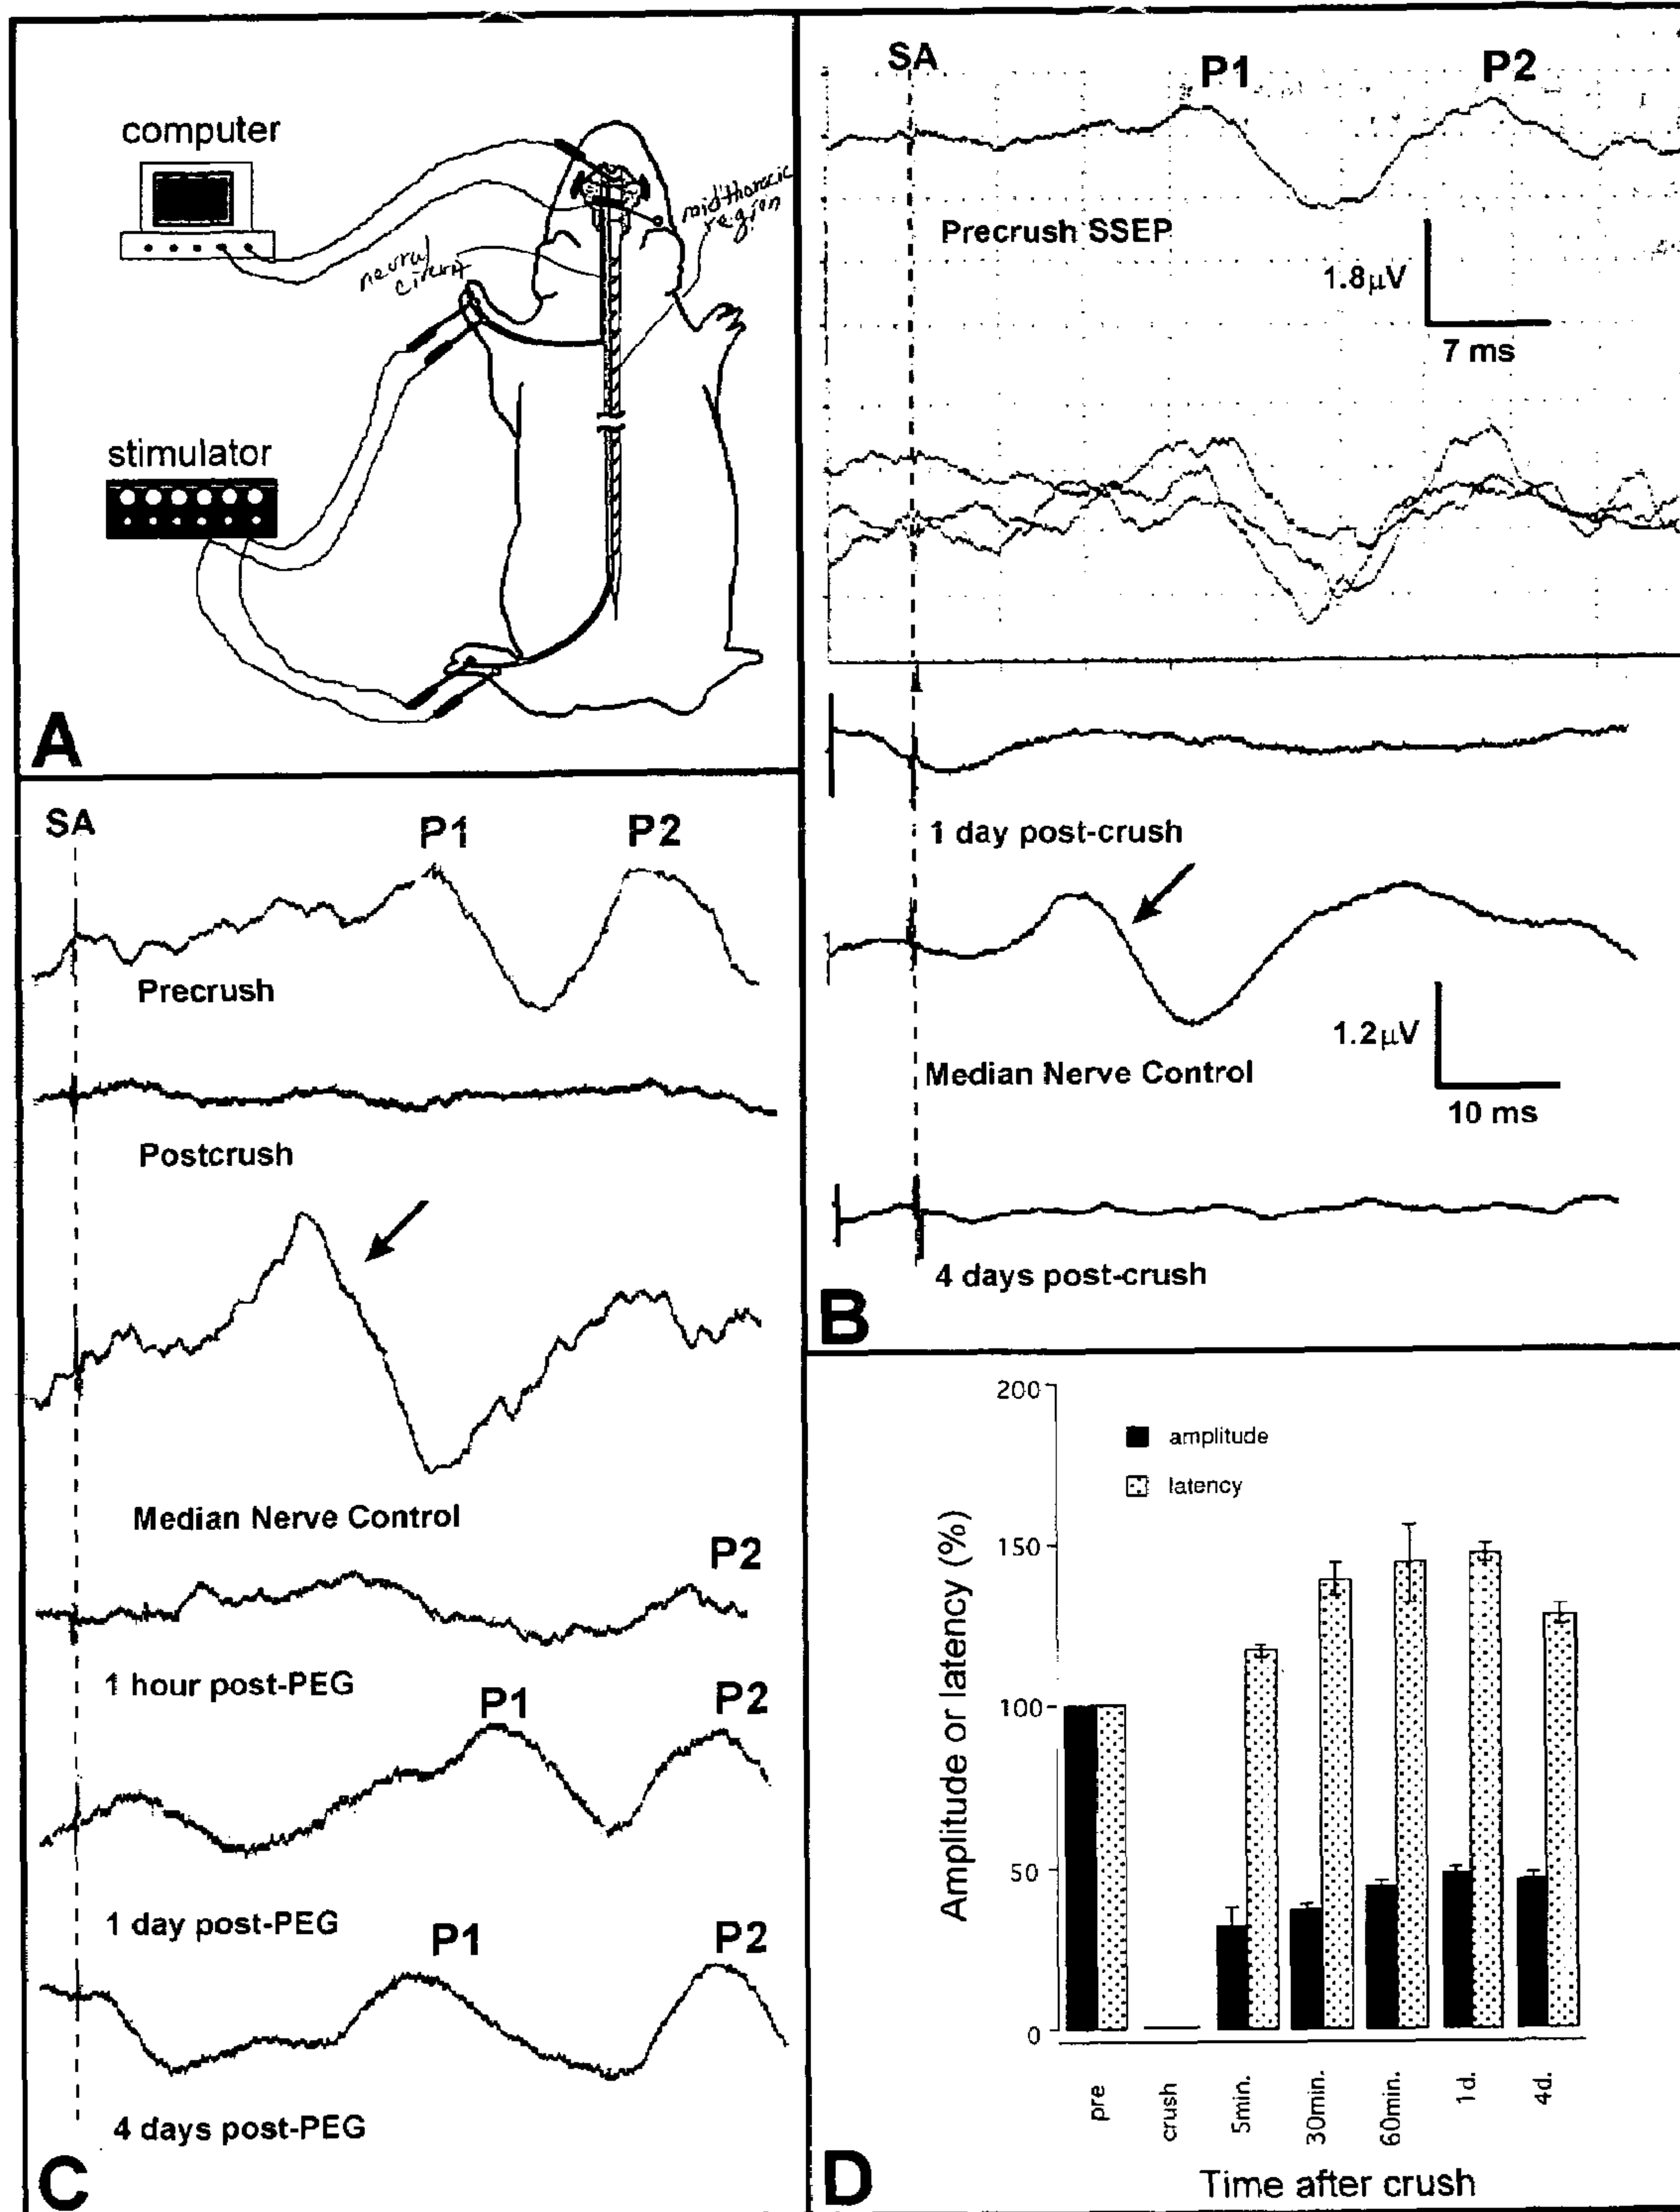 computer
midthoracic
region
neural
circuit
stimulator
A
SA
P1
P2
Precrush SSEP
1.8μV
7 ms
1 day post-crush
Median Nerve Control
1.2μV
10 ms
4 days post-crush
B
SA
P1
P2
Precrush
Postcrush
Median Nerve Control
P2
1 hour post-PEG
P1
P2
1 day post-PEG
P1
P2
4 days post-PEG
C
200
150
100
50
0
amplitude
latency
Amplitude or latency (%)
pre
crush
5min.
30min.
60min.
1d.
4d.
Time after crush
D